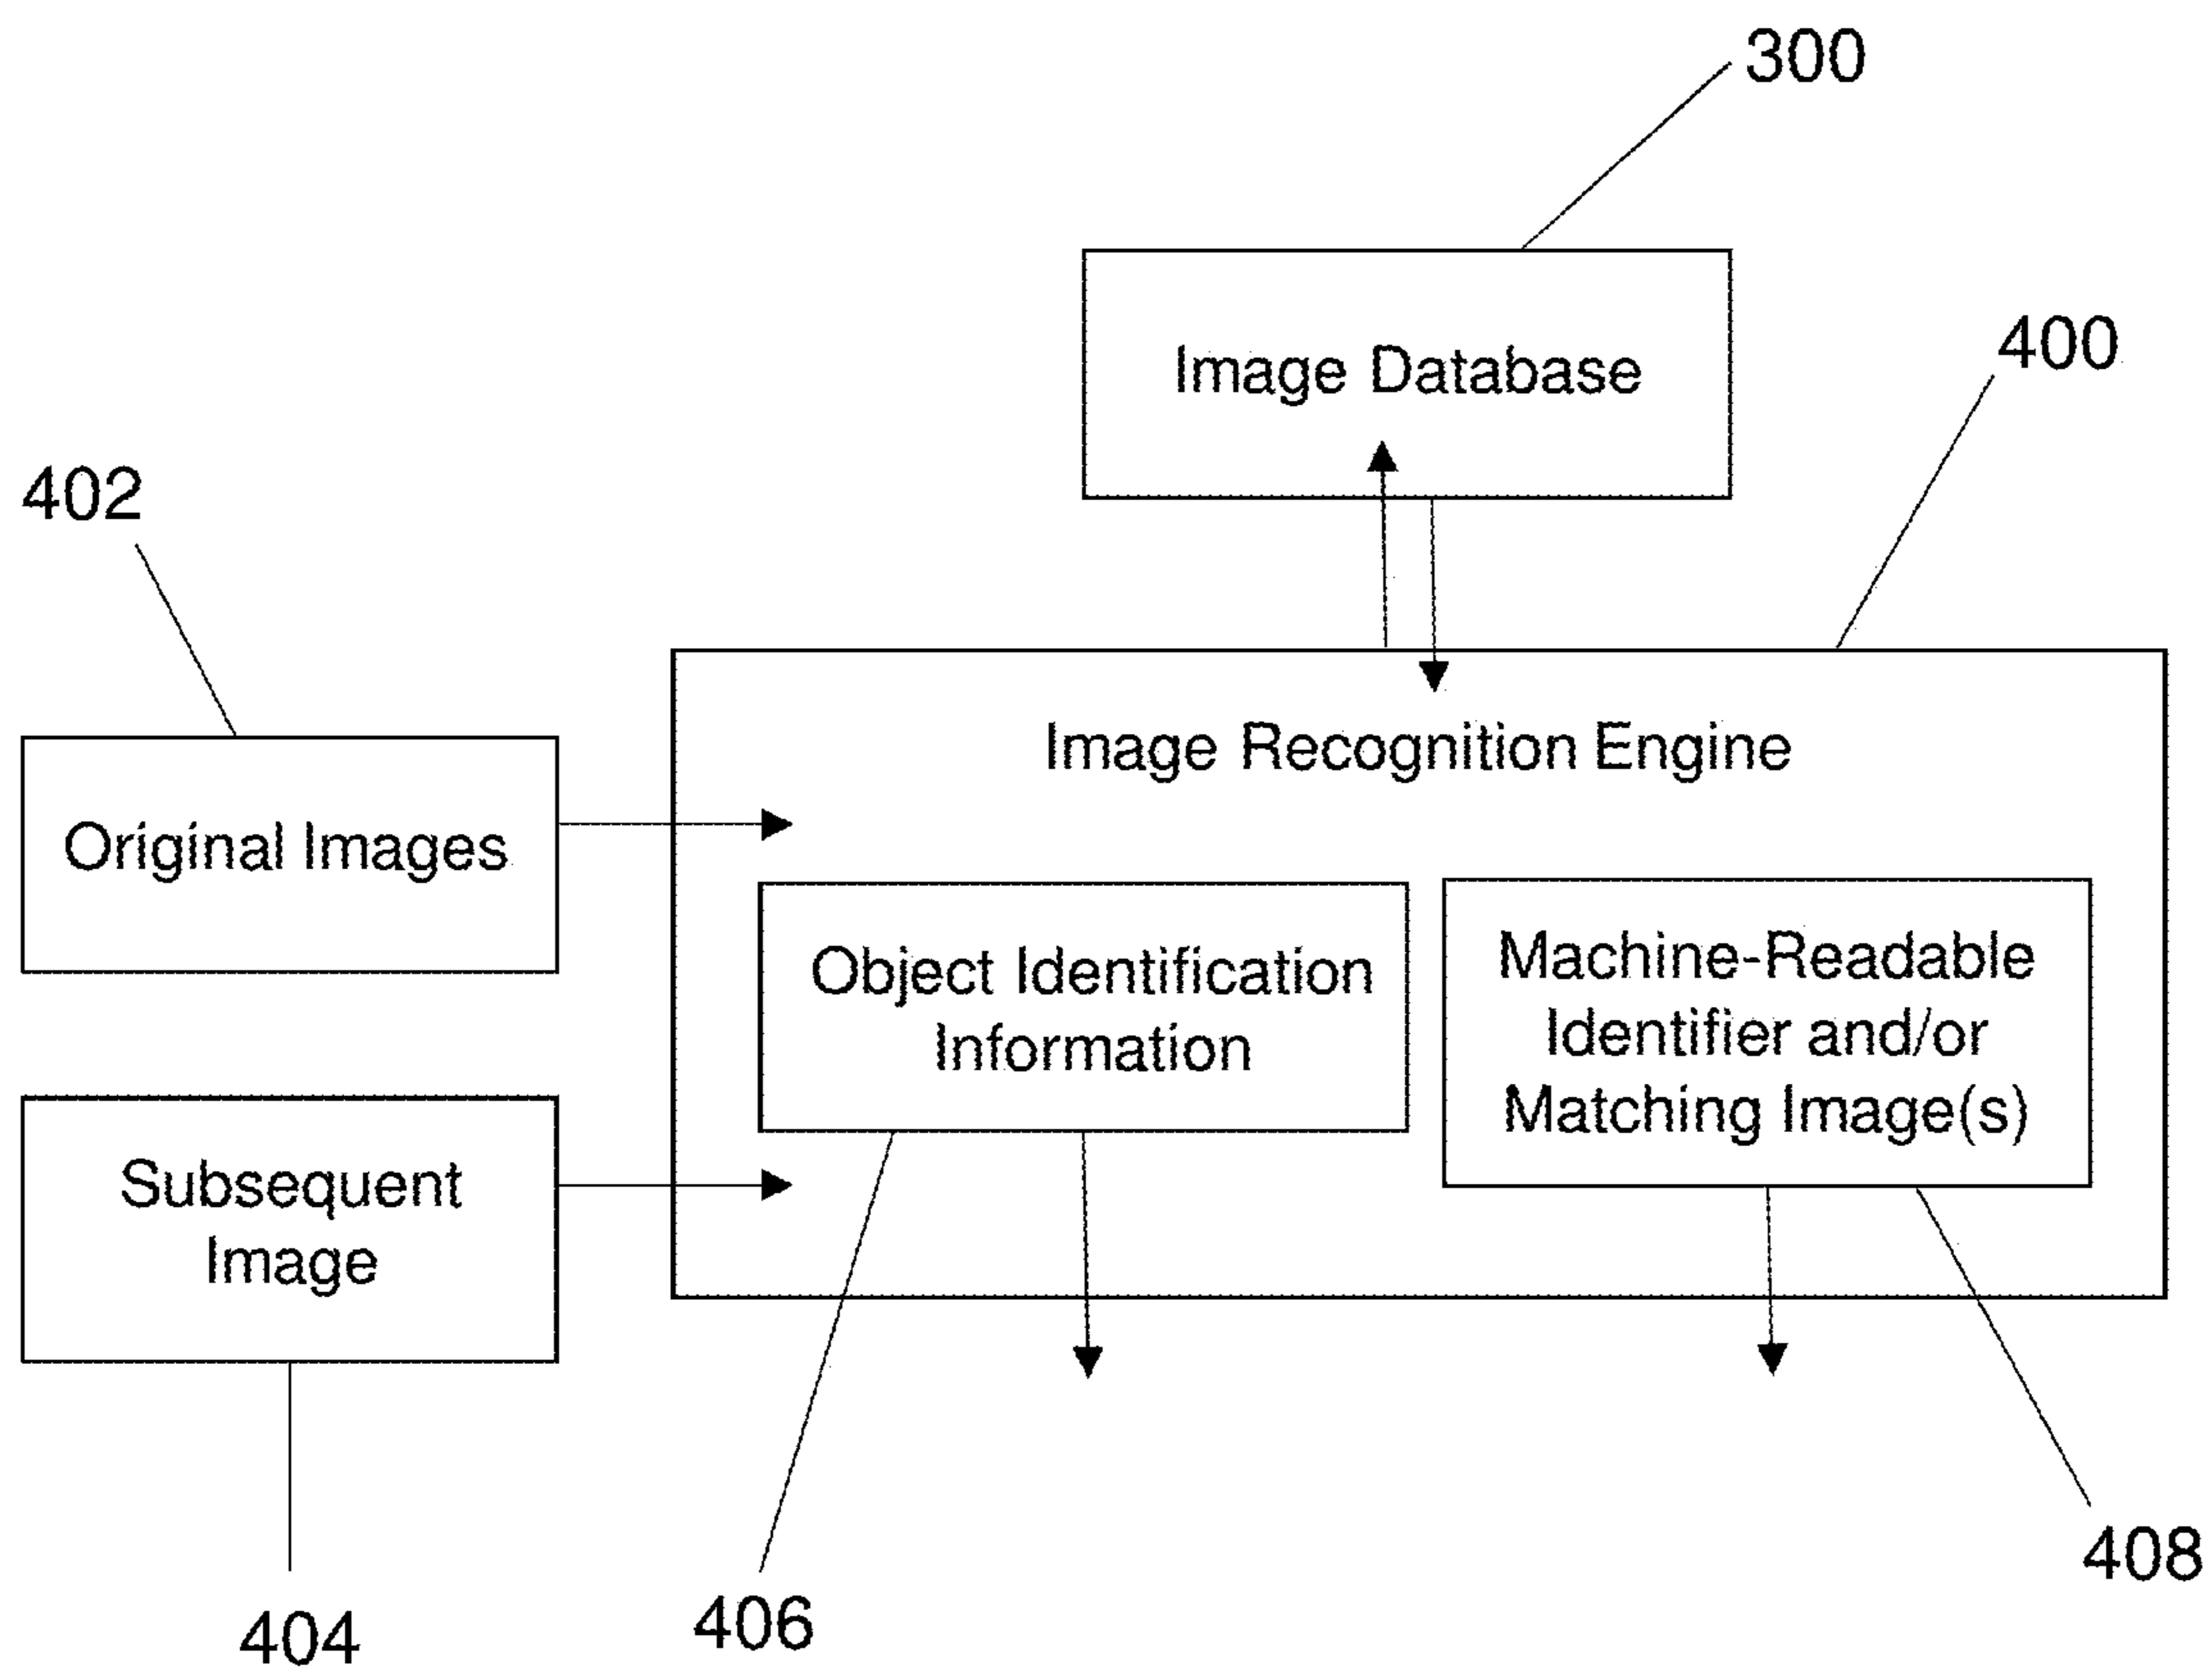 300
Image Database
400
402
Image Recognition Engine
Original Images
Object Identification
Information
Machine-Readable
Identifier and/or
Matching Image(s)
Subsequent
Image
404
406
408